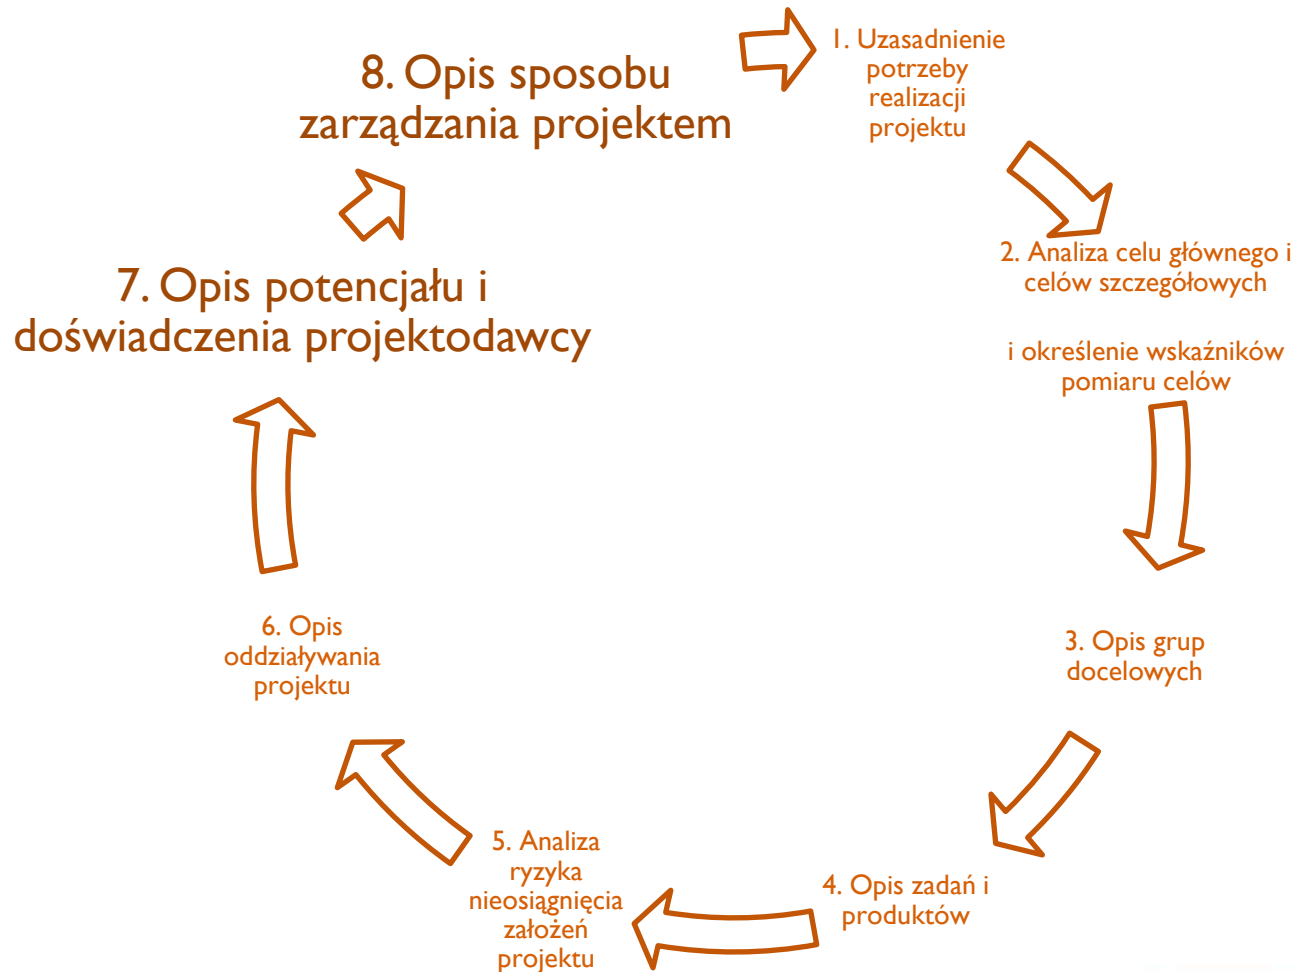 1. Uzasadnienie
potrzeby
realizacji
projektu
2. Analiza celu głównego i
celów szczegółowych
i określenie wskaźników
pomiaru celów
3. Opis grup
docelowych
4. Opis zadań i
produktów
5. Analiza
ryzyka
nieosiągnięcia
założeń
projektu
6. Opis
oddziaływania
projektu
7. Opis potencjału i
doświadczenia projektodawcy
8. Opis sposobu
zarządzania projektem